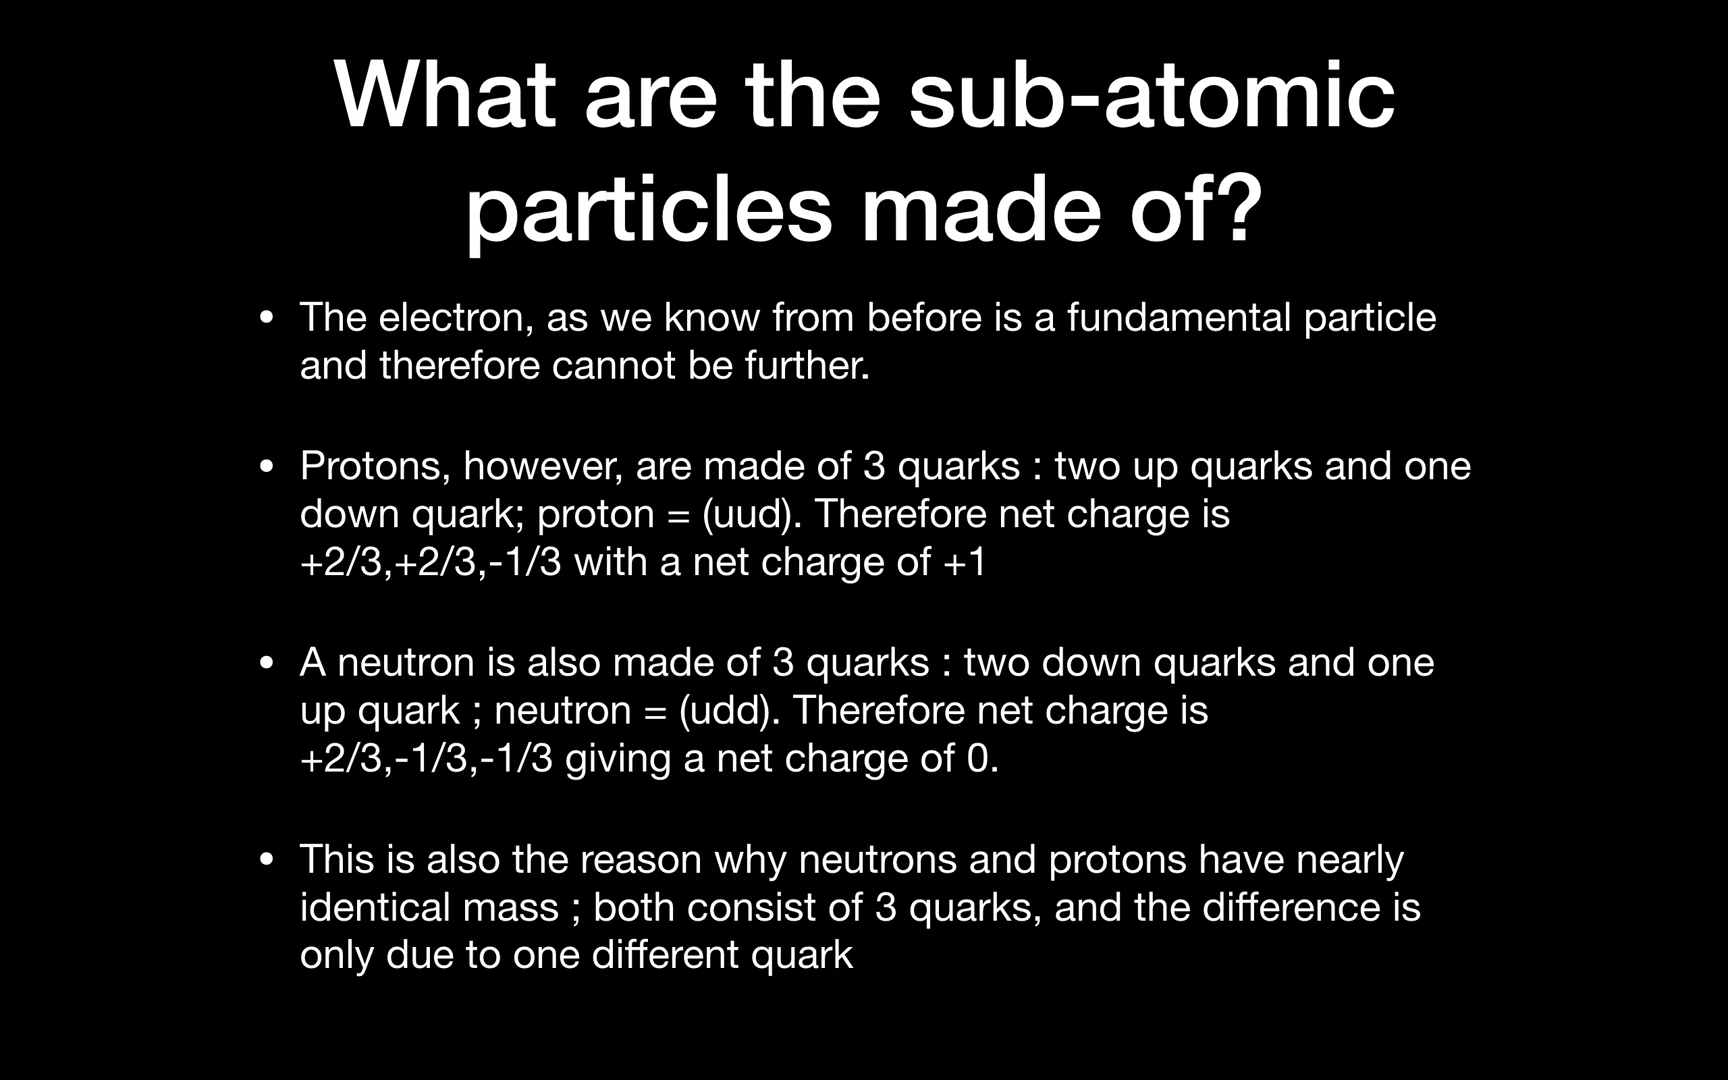 What are the sub-atomic
particles made of?
• The electron, as we know from before is a fundamental particle
and therefore cannot be further.
• Protons, however, are made of 3 quarks : two up quarks and one
down quark; proton = (uud). Therefore net charge is
+2/3,+2/3,-1/3 with a net charge of +1
• A neutron is also made of 3 quarks : two down quarks and one
up quark ; neutron = (udd). Therefore net charge is
+2/3,-1/3,-1/3 giving a net charge of 0.
• This is also the reason why neutrons and protons have nearly
identical mass ; both consist of 3 quarks, and the difference is
only due to one different quark